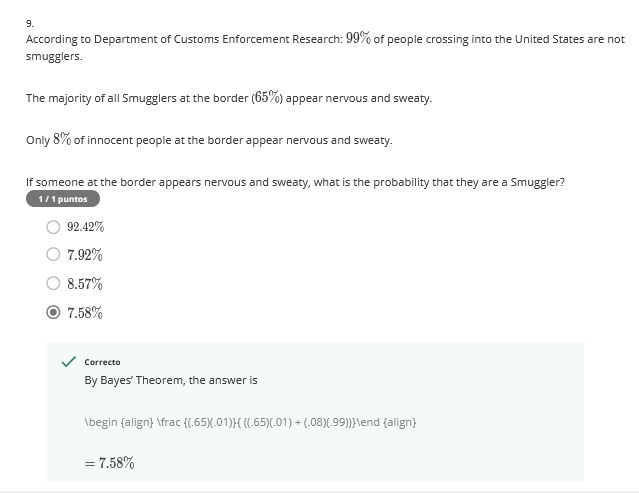 9.
According to Department of Customs Enforcement Research: 99% of people crossing into the United States are not
smugglers.
The majority of all Smugglers at the border (65%) appear nervous and sweaty.
Only 8% of innocent people at the border appear nervous and sweaty.
If someone at the border appears nervous and sweaty, what is the probability that they are a Smuggler?
1 / 1 puntos
92.42%
7.92%
8.57%
7.58%
Correcto
By Bayes' Theorem, the answer is
\begin {align} \frac {(.65)(.01)}{ ((.65)(.01) + (.08)(.99))}\end {align}
= 7.58%